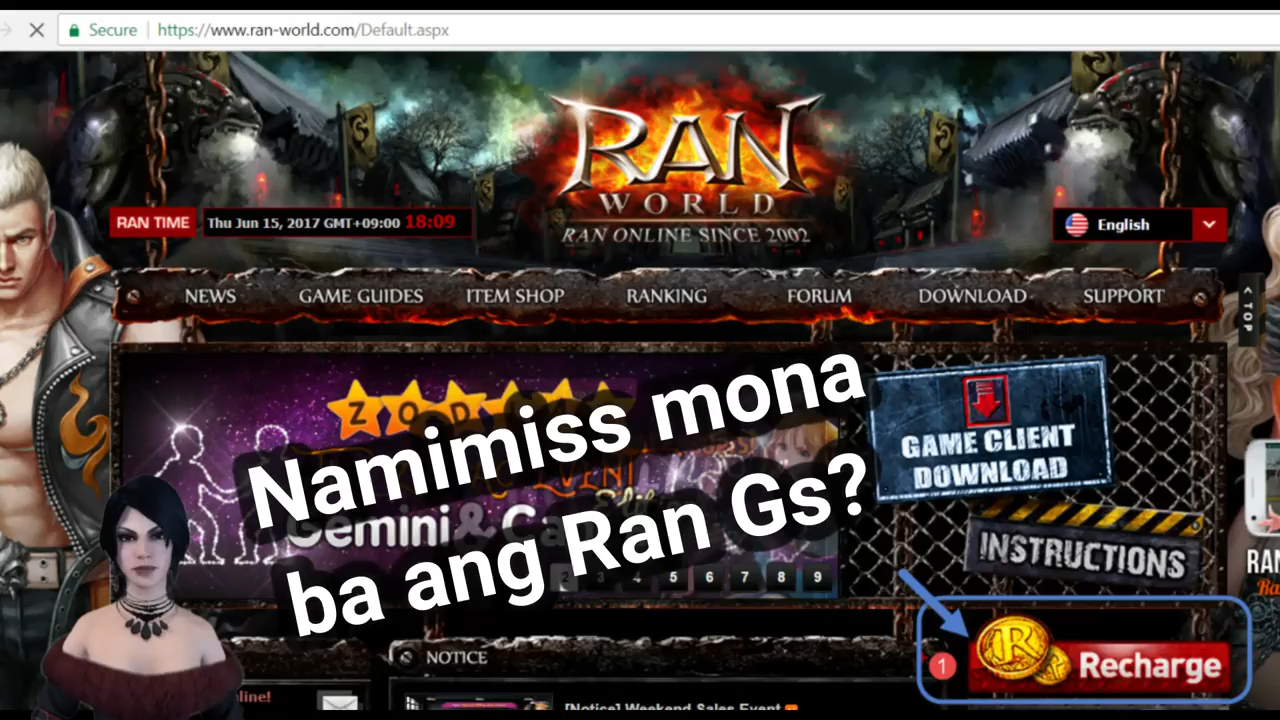 Secure
https://www.ran-world.com/Default.aspx
RAN
WORLD
RAN ONLINE SINCE 2002
RAN TIME
Thu Jun 15, 2017 GMT+09:00 18:09
English
NEWS
GAME GUIDES
ITEM SHOP
RANKING
FORUM
DOWNLOAD
SUPPORT
< TOP
Namimiss mona
ba ang Ran Gs?
EVENT
Gemini & Ca
3 4 5 6 7 8 9
GAME CLIENT
DOWNLOAD
INSTRUCTIONS
RAN
1
R
Recharge
NOTICE
nline!
[Notice] Weekend Sales Event